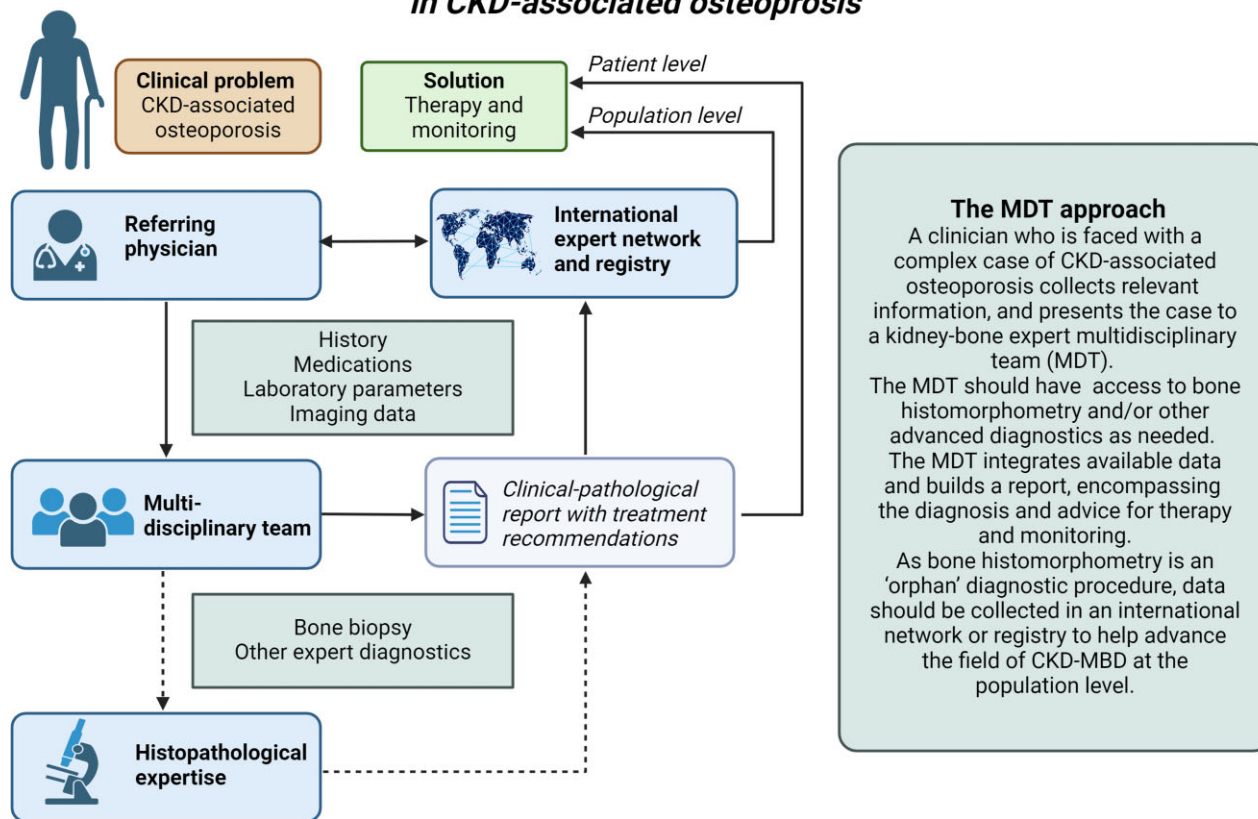 in CKD-associated osteoprosis
Clinical problem
CKD-associated
osteoporosis
Solution
Therapy and
monitoring
Patient level
Population level
Referring
physician
International
expert network
and registry
History
Medications
Laboratory parameters
Imaging data
Multi-
disciplinary team
Clinical-pathological
report with treatment
recommendations
Bone biopsy
Other expert diagnostics
Histopathological
expertise
The MDT approach
A clinician who is faced with a
complex case of CKD-associated
osteoporosis collects relevant
information, and presents the case to
a kidney-bone expert multidisciplinary
team (MDT).
The MDT should have access to bone
histomorphometry and/or other
advanced diagnostics as needed.
The MDT integrates available data
and builds a report, encompassing
the diagnosis and advice for therapy
and monitoring.
As bone histomorphometry is an
‘orphan’ diagnostic procedure, data
should be collected in an international
network or registry to help advance
the field of CKD-MBD at the
population level.